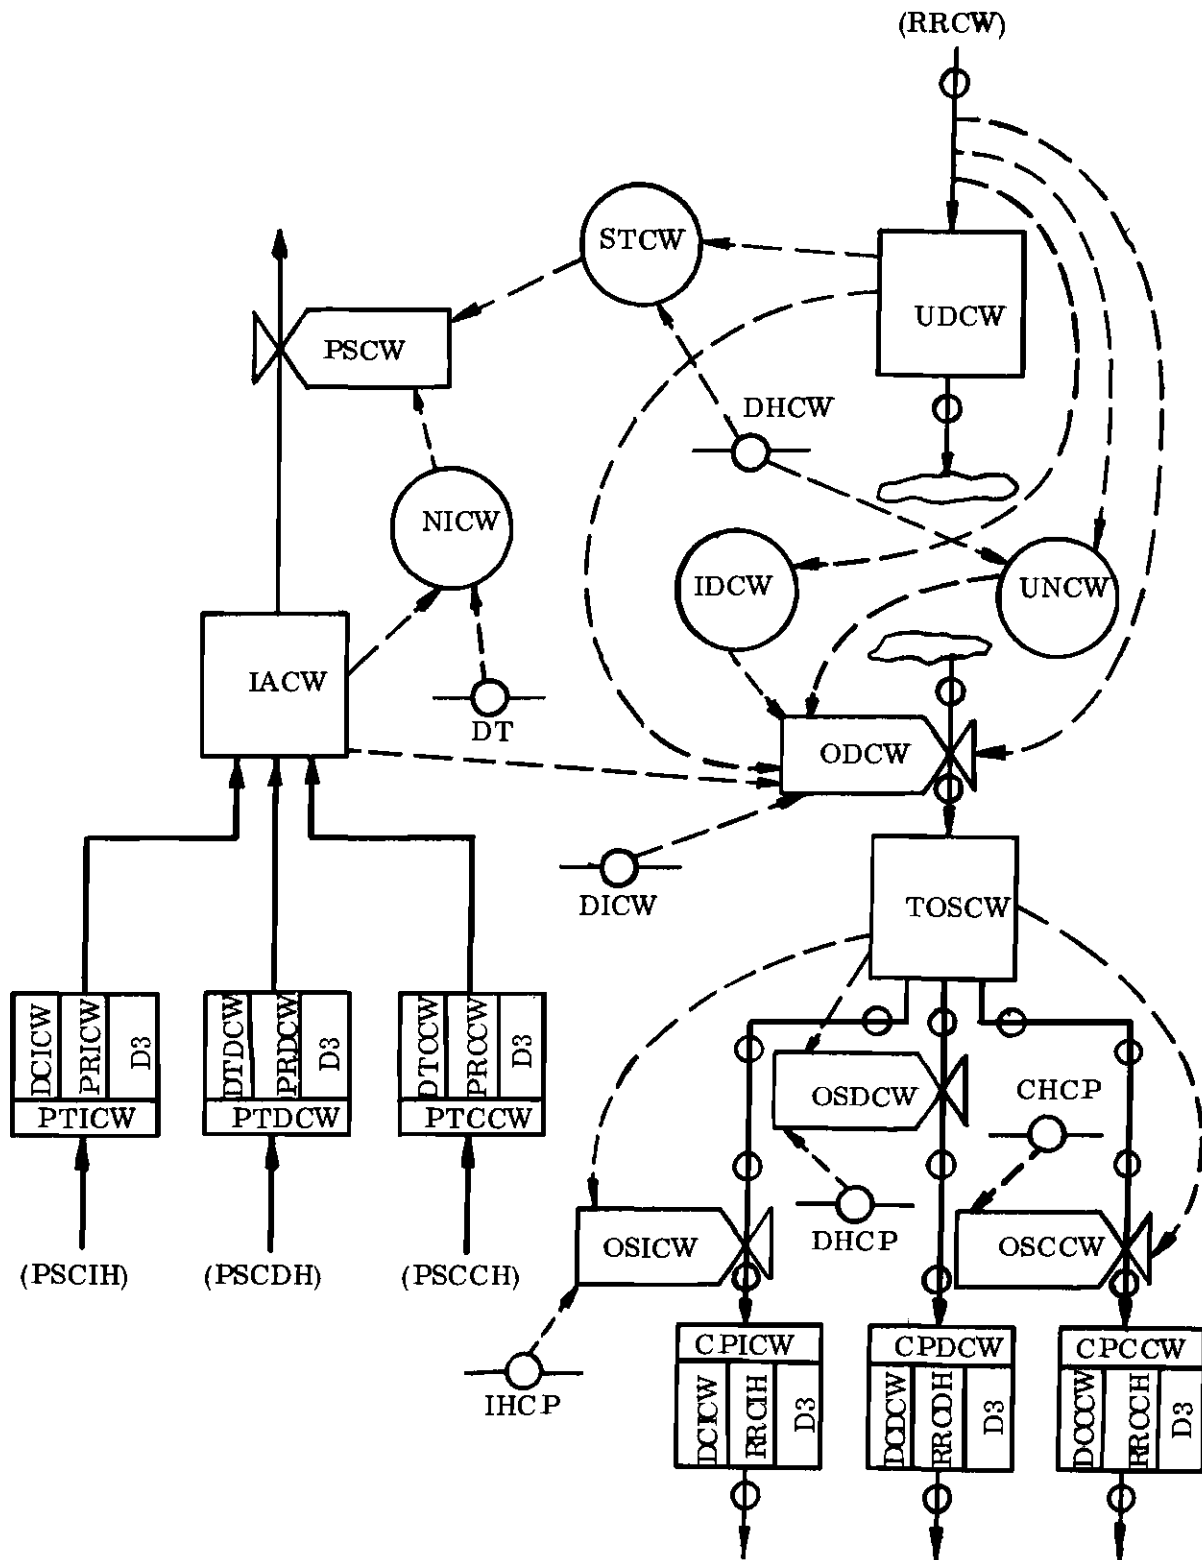 (RRCW)
STCW
UDCW
PSCW
DHCW
NICW
IDCW
UNCW
IACW
DT
ODCW
DICW
TOSCW
DCICW
PRICW
D3
PTICW
DTDCW
PRDCW
D3
PTDCW
DTCCW
PRCCW
D3
PTCCW
OSDCW
CHCP
(PSCIH)
(PSCDH)
(PSCCH)
OSICW
DHCP
OSCCW
IHCP
CPICW
DCICW
RRCIH
D3
CPDCW
DCDCW
RRCDH
D3
CPCCW
DCCCW
RRCCH
D3